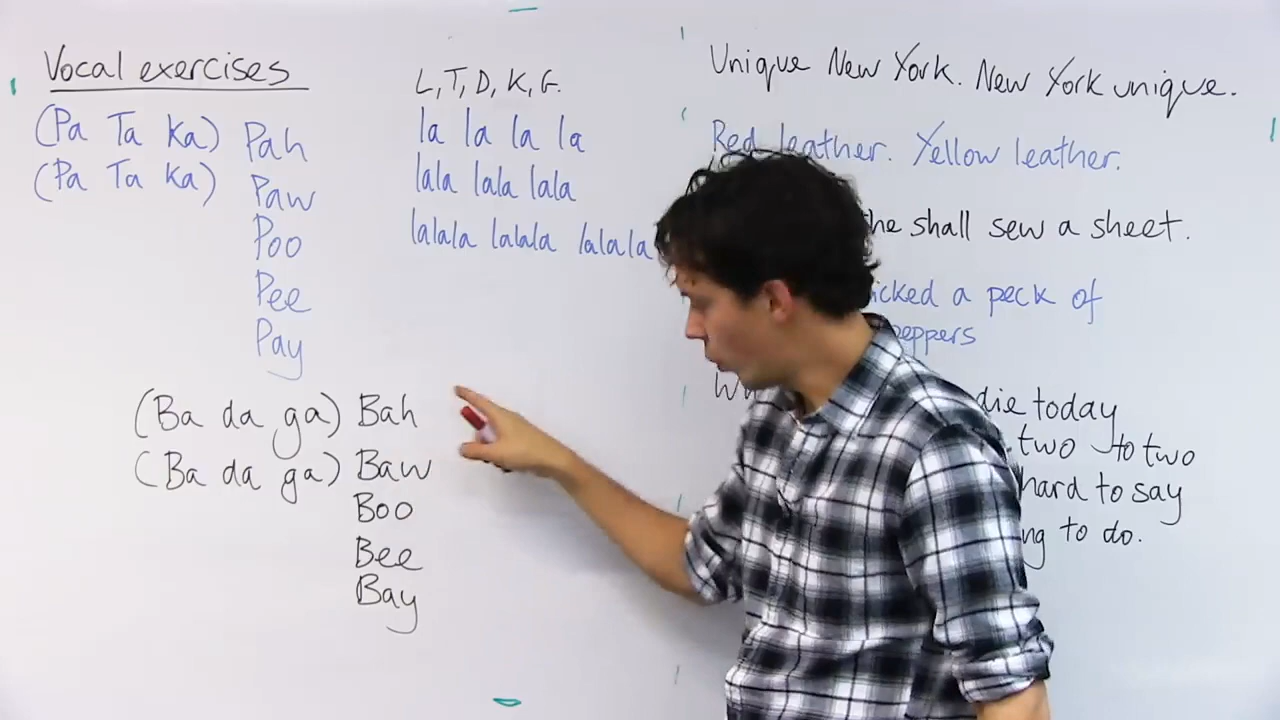 Vocal exercises
(Pa Ta Ka) Pah
(Pa Ta Ka) Paw
Poo
Pee
Pay
(Ba da ga) Bah
(Ba da ga) Baw
Boo
Bee
Bay
L, T, D, K, G.
la la la la
lala lala lala
lalala lalala lalala
Unique New York. New York unique.
Red leather. Yellow leather.
she shall sew a sheet.
picked a peck of
peppers
die today
two to two
hard to say
to do.